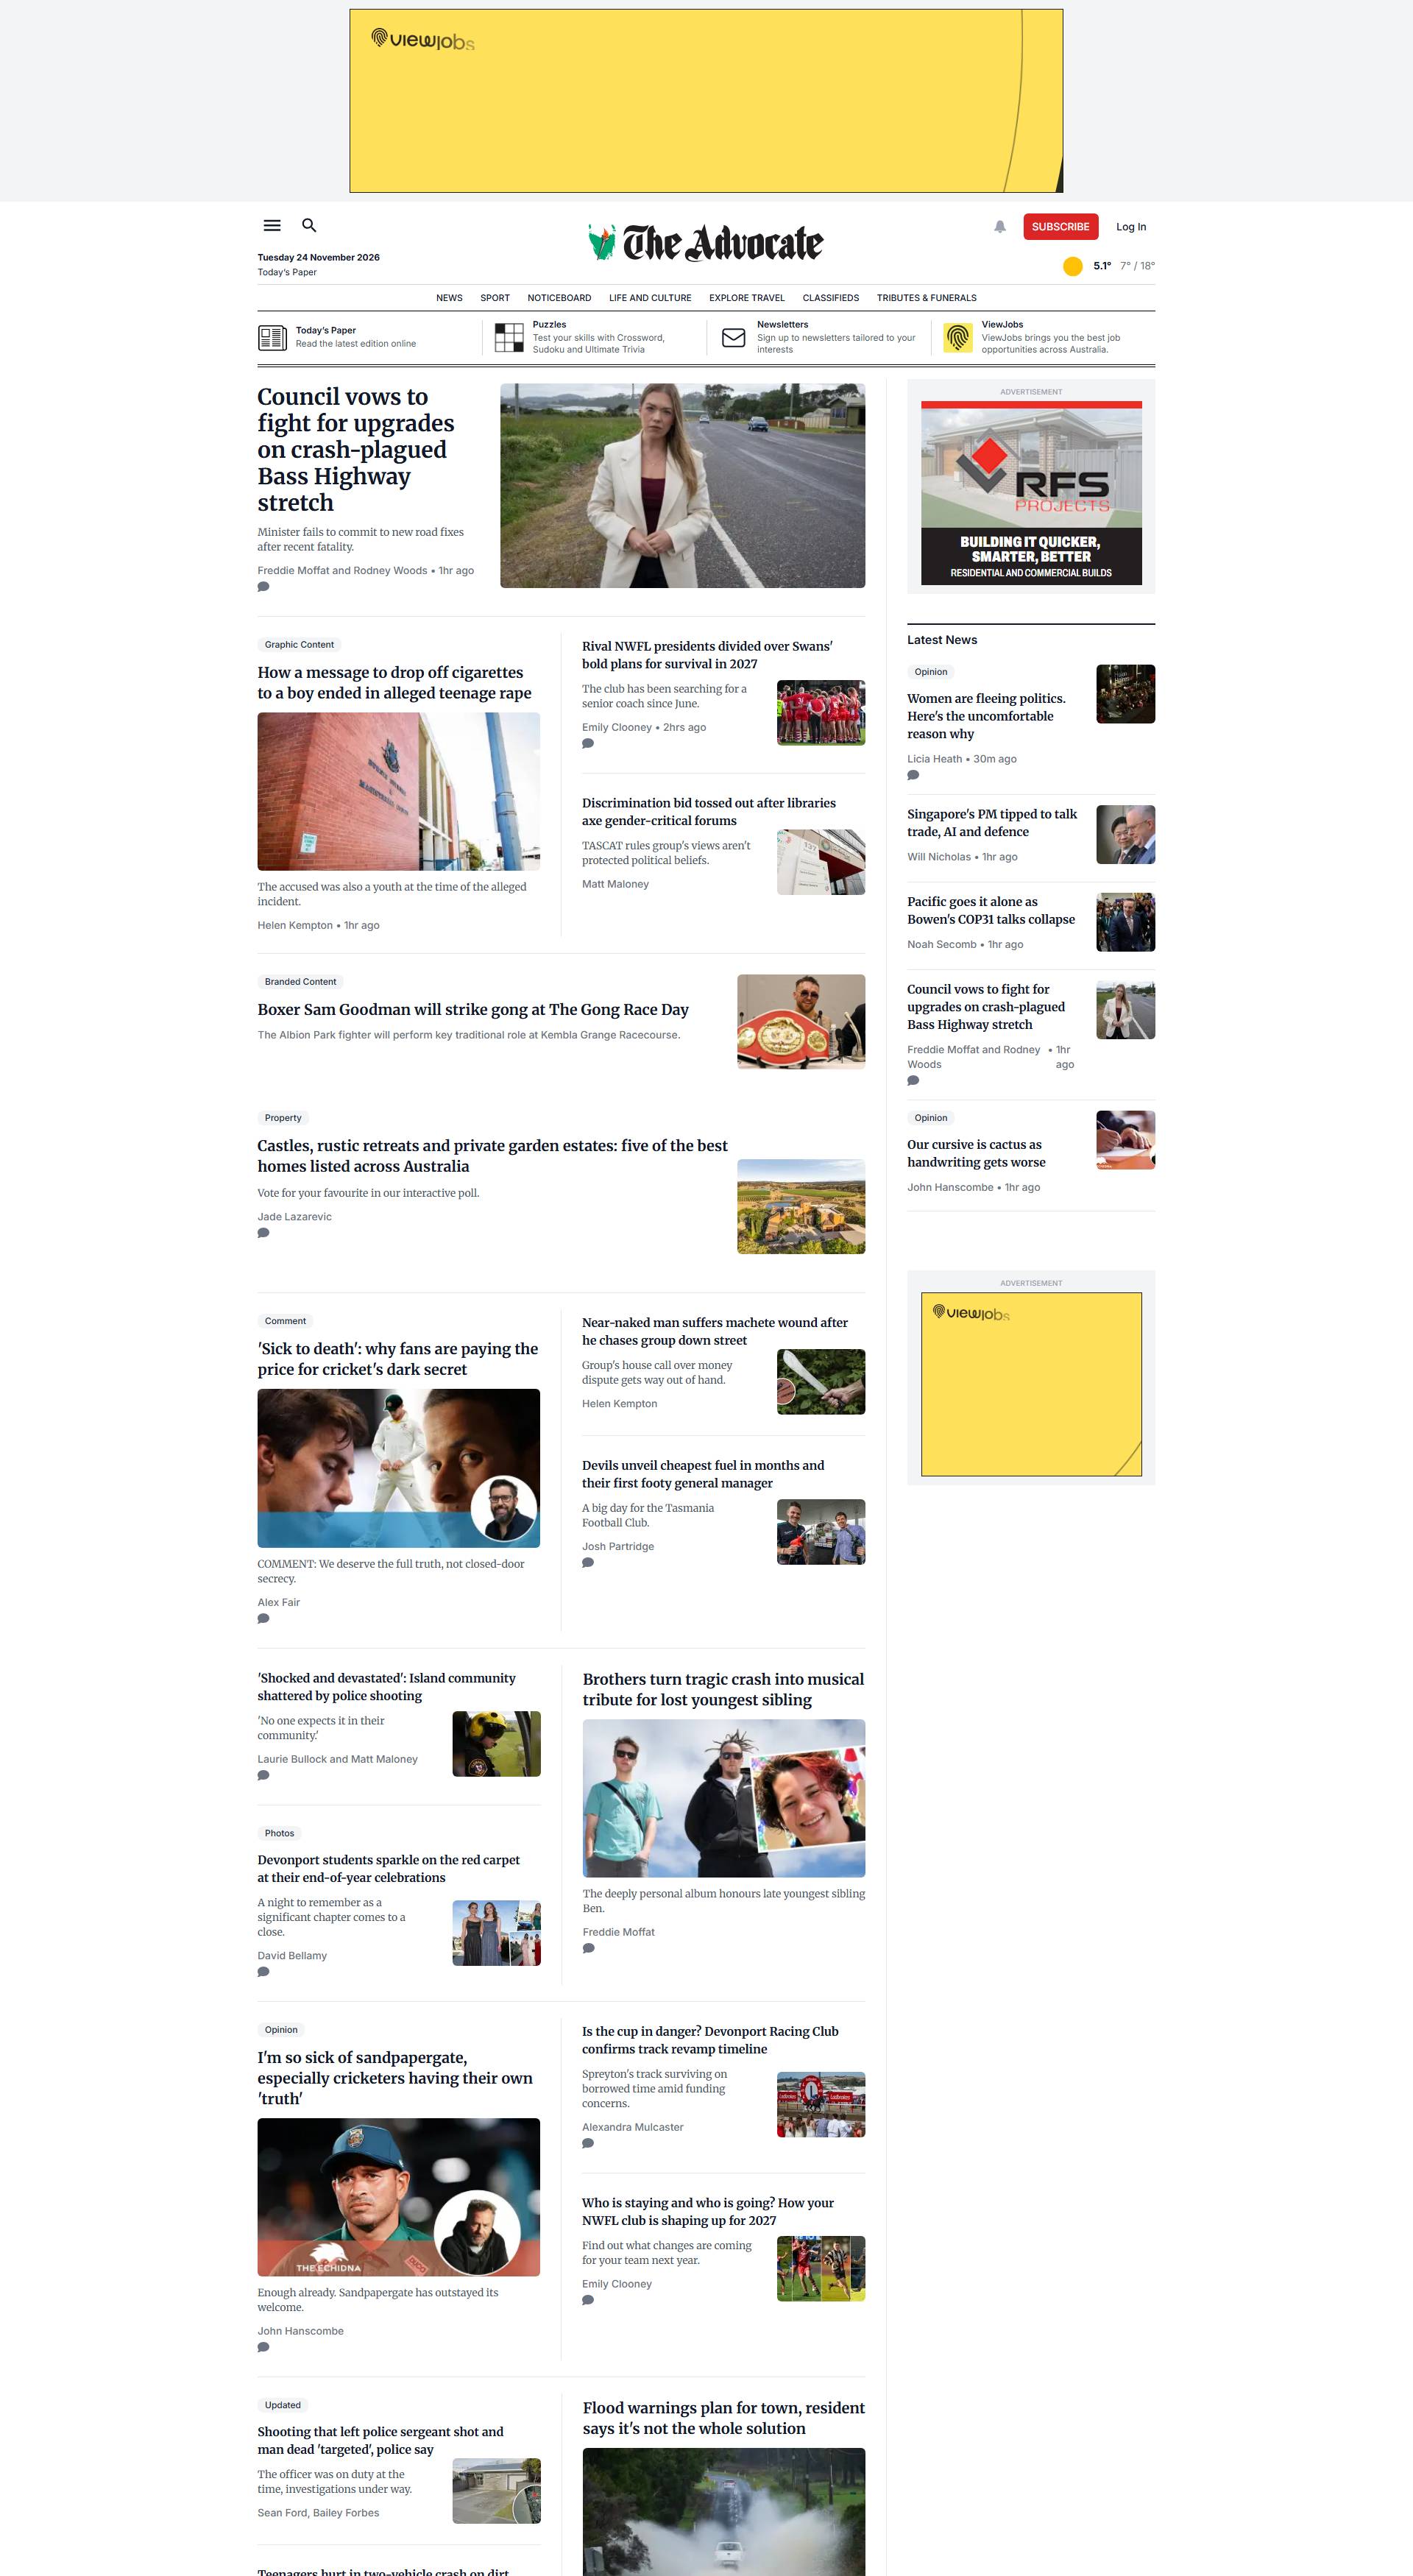 viewjobs
The Advocate
SUBSCRIBE
Log In
Tuesday 24 November 2026
Today's Paper
5.1° 7° / 18°
NEWS SPORT NOTICEBOARD LIFE AND CULTURE EXPLORE TRAVEL CLASSIFIEDS TRIBUTES & FUNERALS
Today's Paper
Read the latest edition online
Puzzles
Test your skills with Crossword,
Sudoku and Ultimate Trivia
Newsletters
Sign up to newsletters tailored to your
interests
ViewJobs
ViewJobs brings you the best job
opportunities across Australia.
Council vows to
fight for upgrades
on crash-plagued
Bass Highway
stretch
Minister fails to commit to new road fixes
after recent fatality.
Freddie Moffat and Rodney Woods • 1hr ago
Graphic Content
How a message to drop off cigarettes
to a boy ended in alleged teenage rape
The accused was also a youth at the time of the alleged
incident.
Helen Kempton • 1hr ago
Rival NWFL presidents divided over Swans'
bold plans for survival in 2027
The club has been searching for a
senior coach since June.
Emily Clooney • 2hrs ago
Discrimination bid tossed out after libraries
axe gender-critical forums
TASCAT rules group's views aren't
protected political beliefs.
Matt Maloney
Branded Content
Boxer Sam Goodman will strike gong at The Gong Race Day
The Albion Park fighter will perform key traditional role at Kembla Grange Racecourse.
Property
Castles, rustic retreats and private garden estates: five of the best
homes listed across Australia
Vote for your favourite in our interactive poll.
Jade Lazarevic
Comment
'Sick to death': why fans are paying the
price for cricket's dark secret
COMMENT: We deserve the full truth, not closed-door
secrecy.
Alex Fair
Near-naked man suffers machete wound after
he chases group down street
Group's house call over money
dispute gets way out of hand.
Helen Kempton
Devils unveil cheapest fuel in months and
their first footy general manager
A big day for the Tasmania
Football Club.
Josh Partridge
'Shocked and devastated': Island community
shattered by police shooting
'No one expects it in their
community.'
Laurie Bullock and Matt Maloney
Photos
Devonport students sparkle on the red carpet
at their end-of-year celebrations
A night to remember as a
significant chapter comes to a
close.
David Bellamy
Brothers turn tragic crash into musical
tribute for lost youngest sibling
The deeply personal album honours late youngest sibling
Ben.
Freddie Moffat
Opinion
I'm so sick of sandpapergate,
especially cricketers having their own
'truth'
THE ECHIDNA
Enough already. Sandpapergate has outstayed its
welcome.
John Hanscombe
Is the cup in danger? Devonport Racing Club
confirms track revamp timeline
Spreyton's track surviving on
borrowed time amid funding
concerns.
Alexandra Mulcaster
Who is staying and who is going? How your
NWFL club is shaping up for 2027
Find out what changes are coming
for your team next year.
Emily Clooney
Updated
Shooting that left police sergeant shot and
man dead 'targeted', police say
The officer was on duty at the
time, investigations under way.
Sean Ford, Bailey Forbes
Teenagers hurt in two-vehicle crash on dirt
Flood warnings plan for town, resident
says it's not the whole solution
ADVERTISEMENT
RFS
PROJECTS
BUILDING IT QUICKER,
SMARTER, BETTER
RESIDENTIAL AND COMMERCIAL BUILDS
Latest News
Opinion
Women are fleeing politics.
Here's the uncomfortable
reason why
Licia Heath • 30m ago
Singapore's PM tipped to talk
trade, AI and defence
Will Nicholas • 1hr ago
Pacific goes it alone as
Bowen's COP31 talks collapse
Noah Secomb • 1hr ago
Council vows to fight for
upgrades on crash-plagued
Bass Highway stretch
Freddie Moffat and Rodney • 1hr
Woods ago
Opinion
Our cursive is cactus as
handwriting gets worse
John Hanscombe • 1hr ago
ADVERTISEMENT
viewjobs